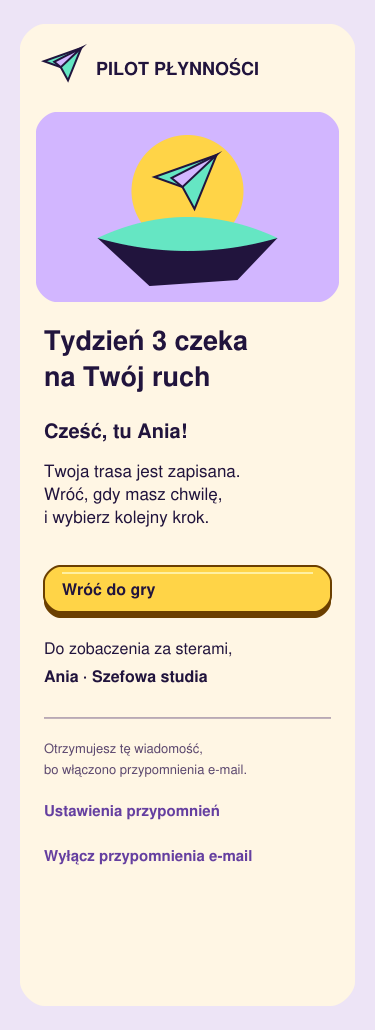 PILOT PŁYNNOŚCI
Tydzień 3 czeka
na Twój ruch
Cześć, tu Ania!
Twoja trasa jest zapisana.
Wróć, gdy masz chwilę,
i wybierz kolejny krok.
Wróć do gry
Do zobaczenia za sterami,
Ania · Szefowa studia
Otrzymujesz tę wiadomość,
bo włączono przypomnienia e-mail.
Ustawienia przypomnień
Wyłącz przypomnienia e-mail